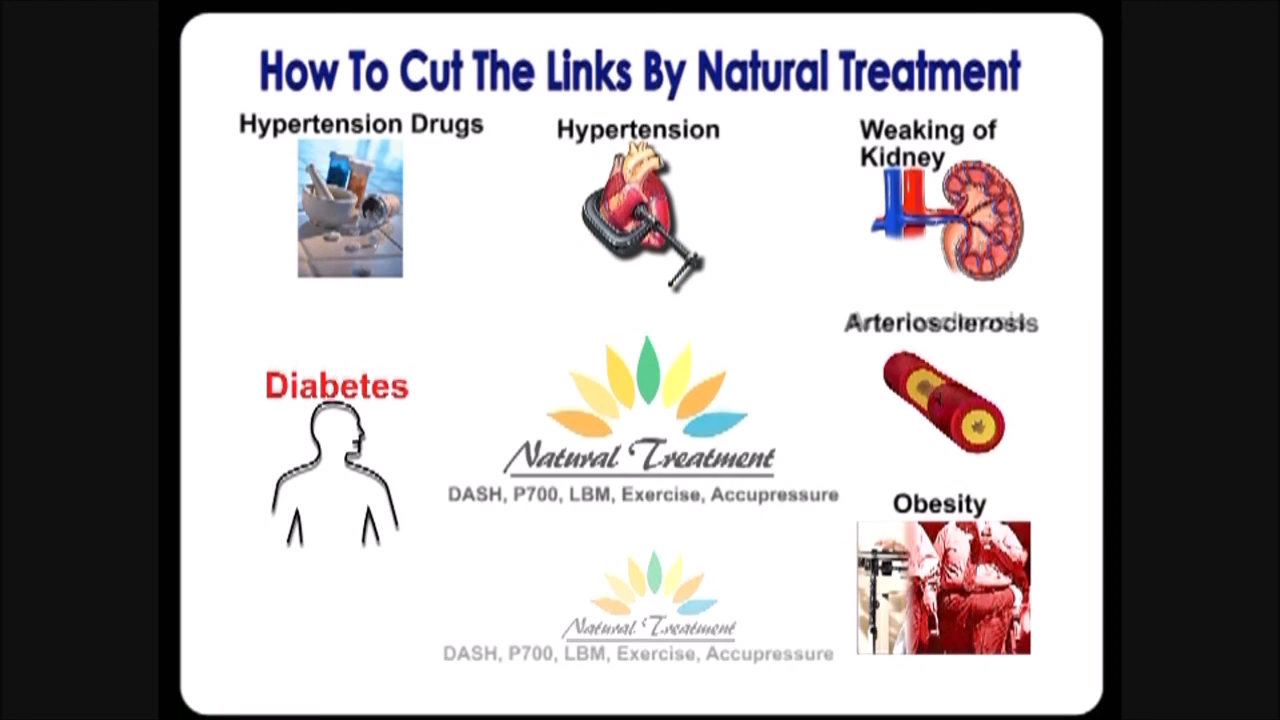 How To Cut The Links By Natural Treatment
Hypertension Drugs
Hypertension
Weaking of
Kidney
Arteriosclerosis
Diabetes
Natural Treatment
DASH, P700, LBM, Exercise, Accupressure
Obesity
Natural Treatment
DASH, P700, LBM, Exercise, Accupressure